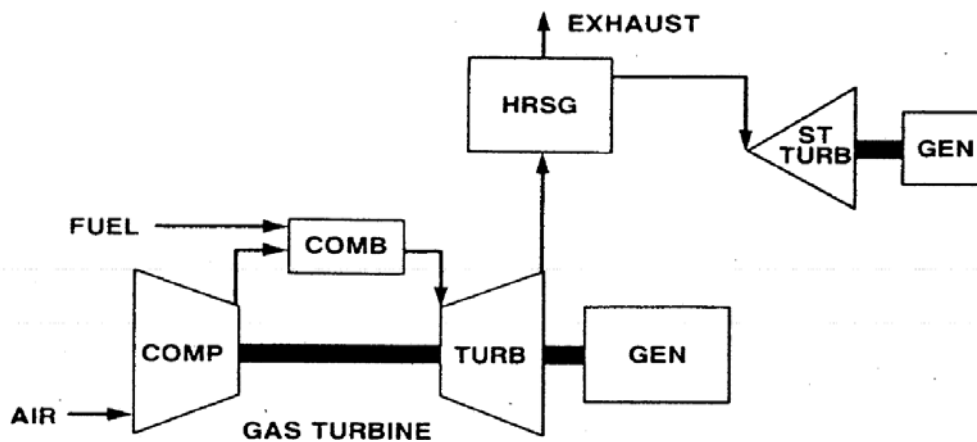 EXHAUST
HRSG
ST
TURB
GEN
FUEL
COMB
COMP
TURB
GEN
AIR
GAS TURBINE